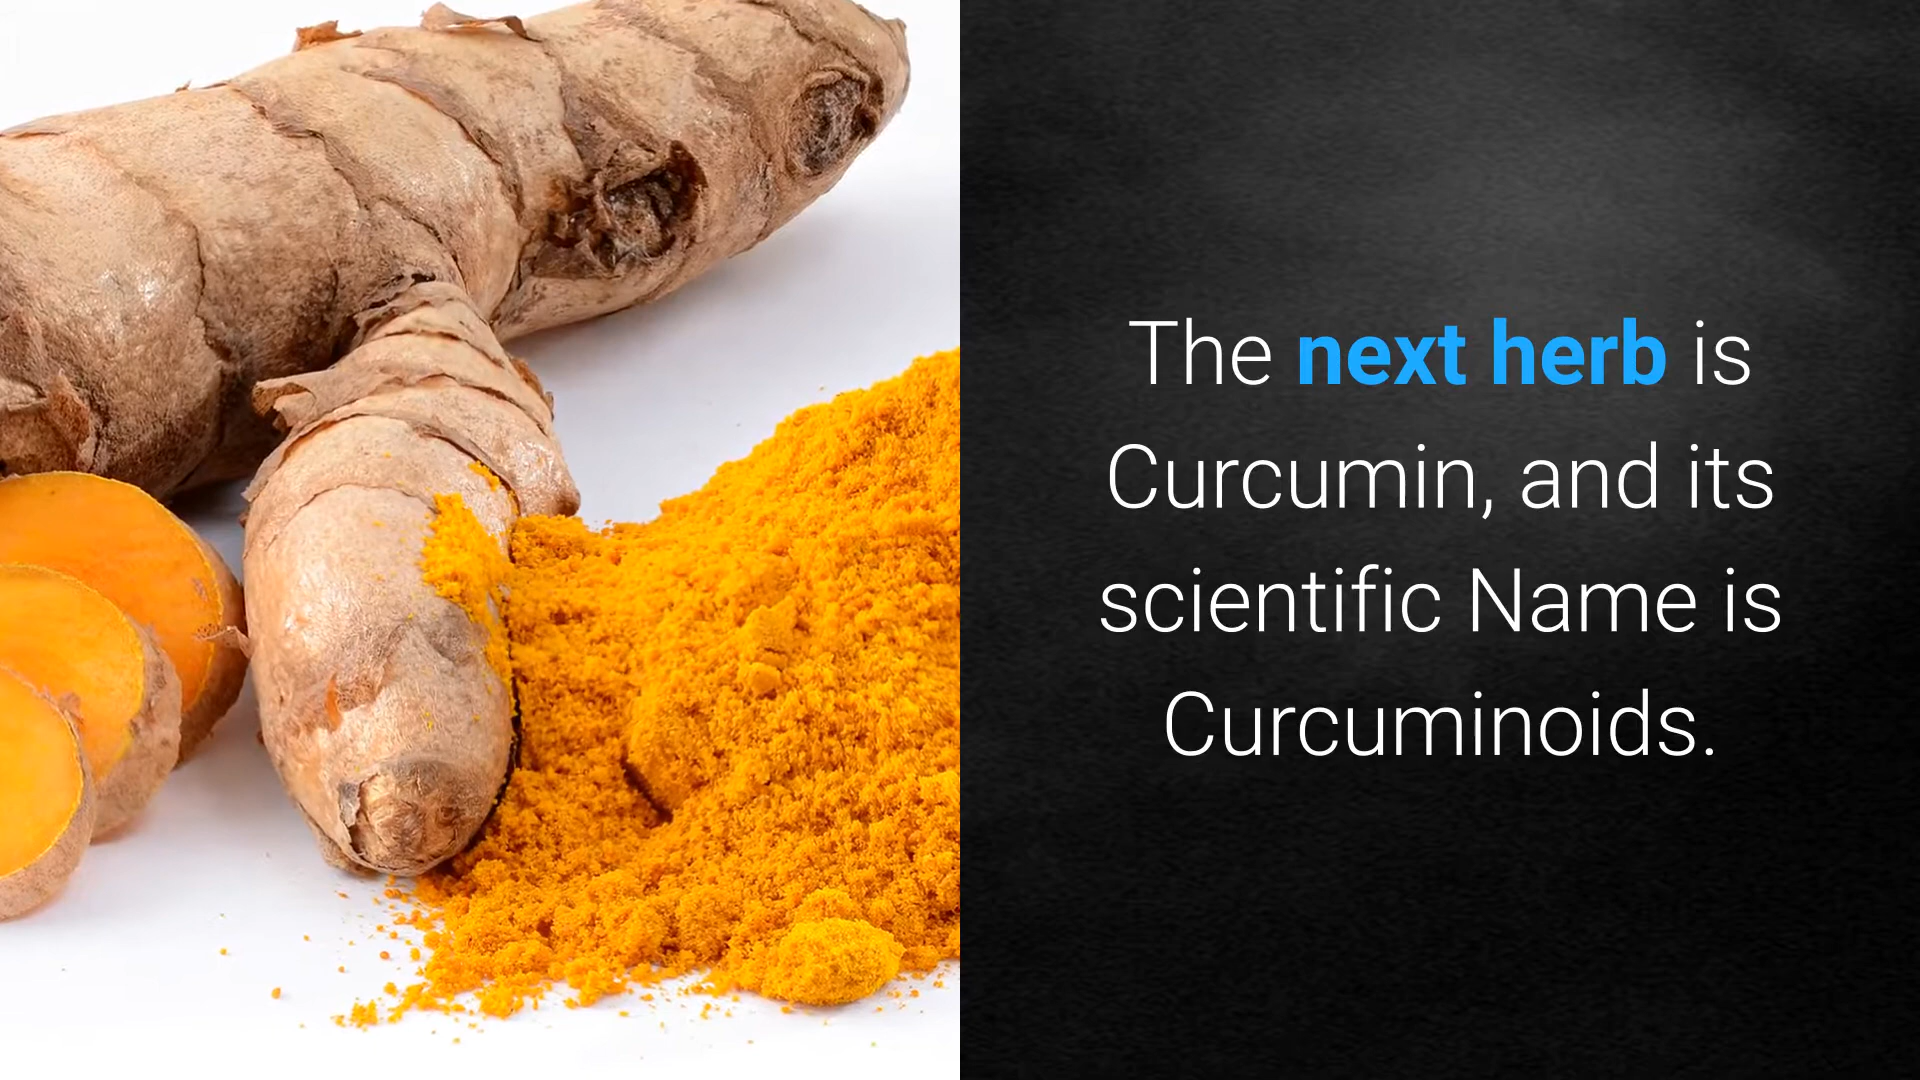 The next herb is
Curcumin, and its
scientific Name is
Curcuminoids.